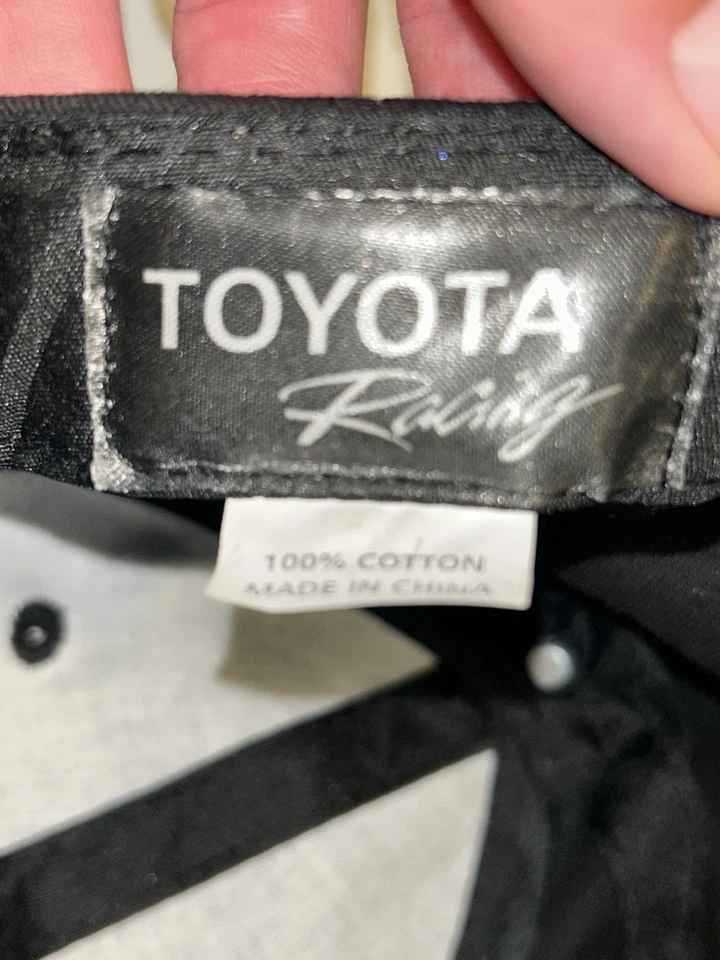 TOYOTA
Racing
100% COTTON
MADE IN CHINA